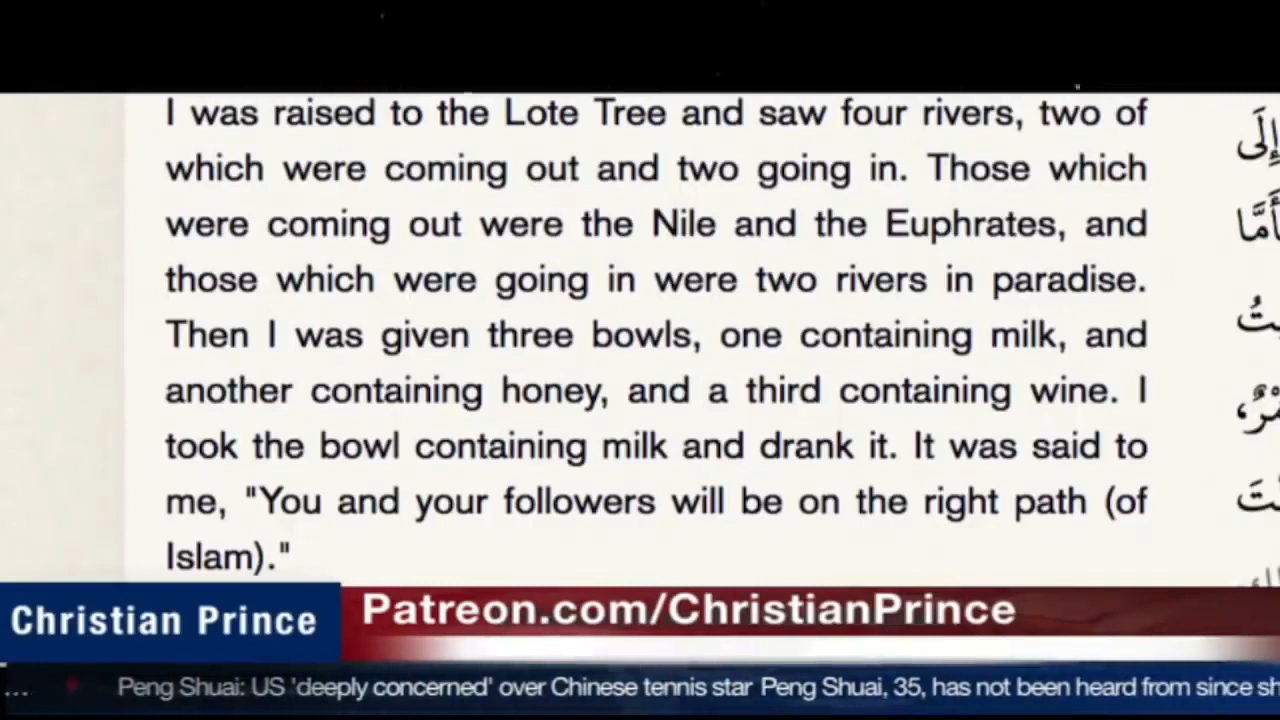 I was raised to the Lote Tree and saw four rivers, two of
which were coming out and two going in. Those which
were coming out were the Nile and the Euphrates, and
those which were going in were two rivers in paradise.
Then I was given three bowls, one containing milk, and
another containing honey, and a third containing wine. I
took the bowl containing milk and drank it. It was said to
me, "You and your followers will be on the right path (of
Islam)."
إِلَى
Christian Prince
Patreon.com/ChristianPrince
... Peng Shuai: US 'deeply concerned' over Chinese tennis star Peng Shuai, 35, has not been heard from since